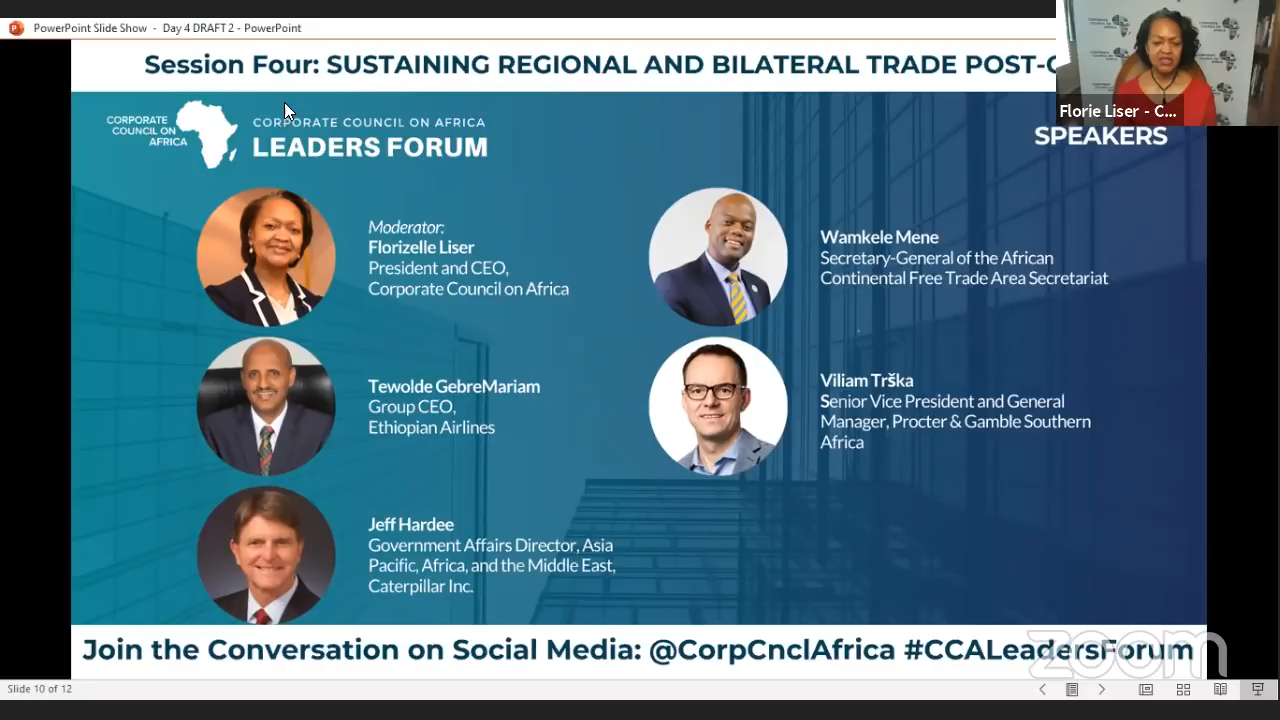 PowerPoint Slide Show - Day 4 DRAFT 2 - PowerPoint
Session Four: SUSTAINING REGIONAL AND BILATERAL TRADE POST-
CORPORATE
COUNCIL ON
AFRICA
CORPORATE COUNCIL ON AFRICA
LEADERS FORUM
Florie Liser - C...
SPEAKERS
Moderator:
Florizelle Liser
President and CEO,
Corporate Council on Africa
Wamkele Mene
Secretary-General of the African
Continental Free Trade Area Secretariat
Tewolde GebreMariam
Group CEO,
Ethiopian Airlines
Viliam Trška
Senior Vice President and General
Manager, Procter & Gamble Southern
Africa
Jeff Hardee
Government Affairs Director, Asia
Pacific, Africa, and the Middle East,
Caterpillar Inc.
Join the Conversation on Social Media: @CorpCnclAfrica #CCALeadersForum
zoom
Slide 10 of 12